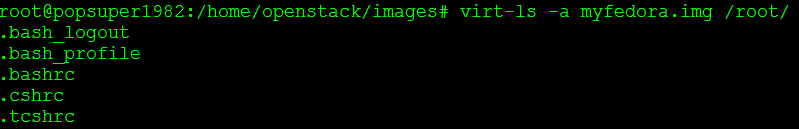 root@popsuper1982:/home/openstack/images# virt-ls -a myfedora.img /root/
.bash_logout
.bash_profile
.bashrc
.cshrc
.tcshrc